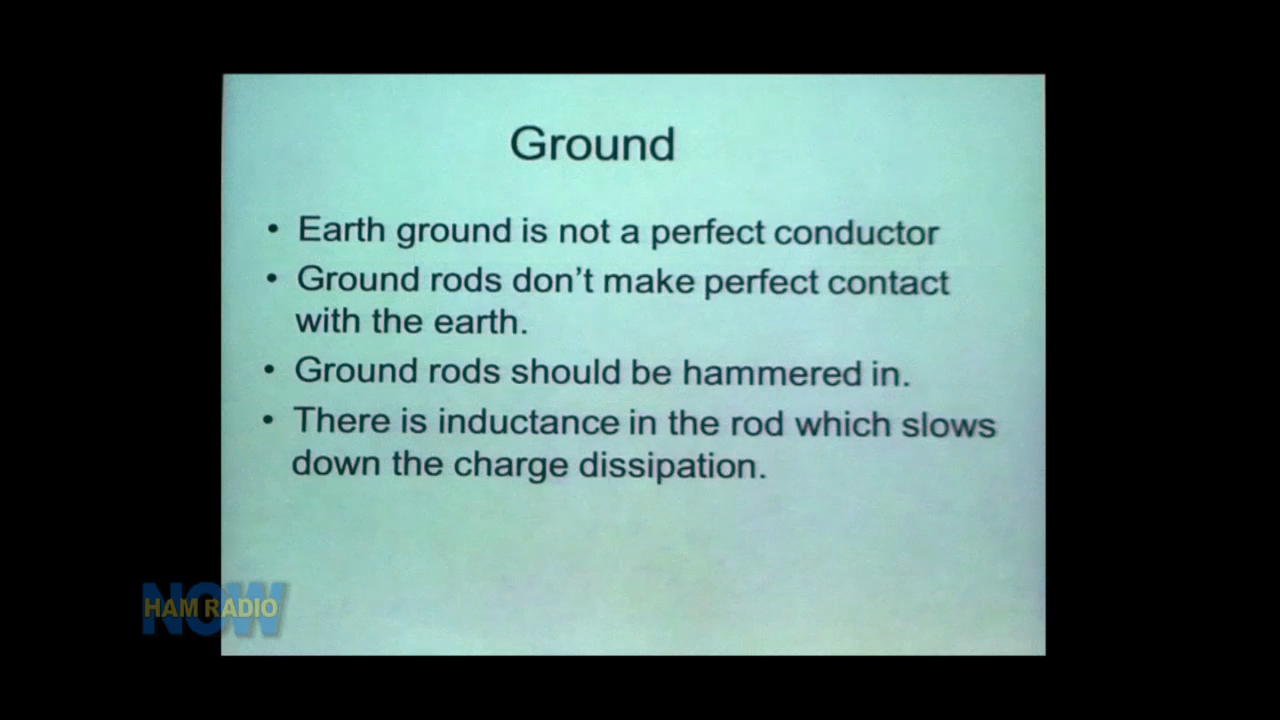 Ground
• Earth ground is not a perfect conductor
• Ground rods don't make perfect contact
with the earth.
• Ground rods should be hammered in.
• There is inductance in the rod which slows
down the charge dissipation.
NOW
HAM RADIO